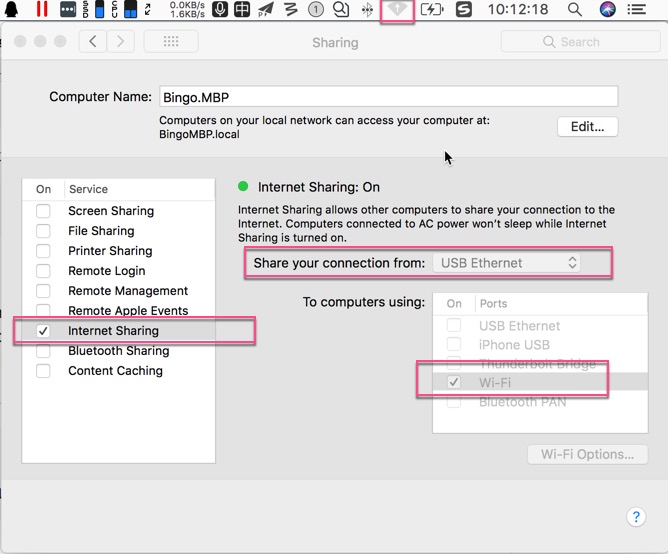 0.0KB/s
1.6KB/s
中
1
S
10:12:18
Sharing
Search
Computer Name:
Bingo.MBP
Computers on your local network can access your computer at:
BingoMBP.local
Edit...
On
Service
Screen Sharing
File Sharing
Printer Sharing
Remote Login
Remote Management
Remote Apple Events
Internet Sharing
Bluetooth Sharing
Content Caching
Internet Sharing: On
Internet Sharing allows other computers to share your connection to the
Internet. Computers connected to AC power won't sleep while Internet
Sharing is turned on.
Share your connection from:
USB Ethernet
To computers using:
On
Ports
USB Ethernet
iPhone USB
Thunderbolt Bridge
Wi-Fi
Bluetooth PAN
Wi-Fi Options...
?